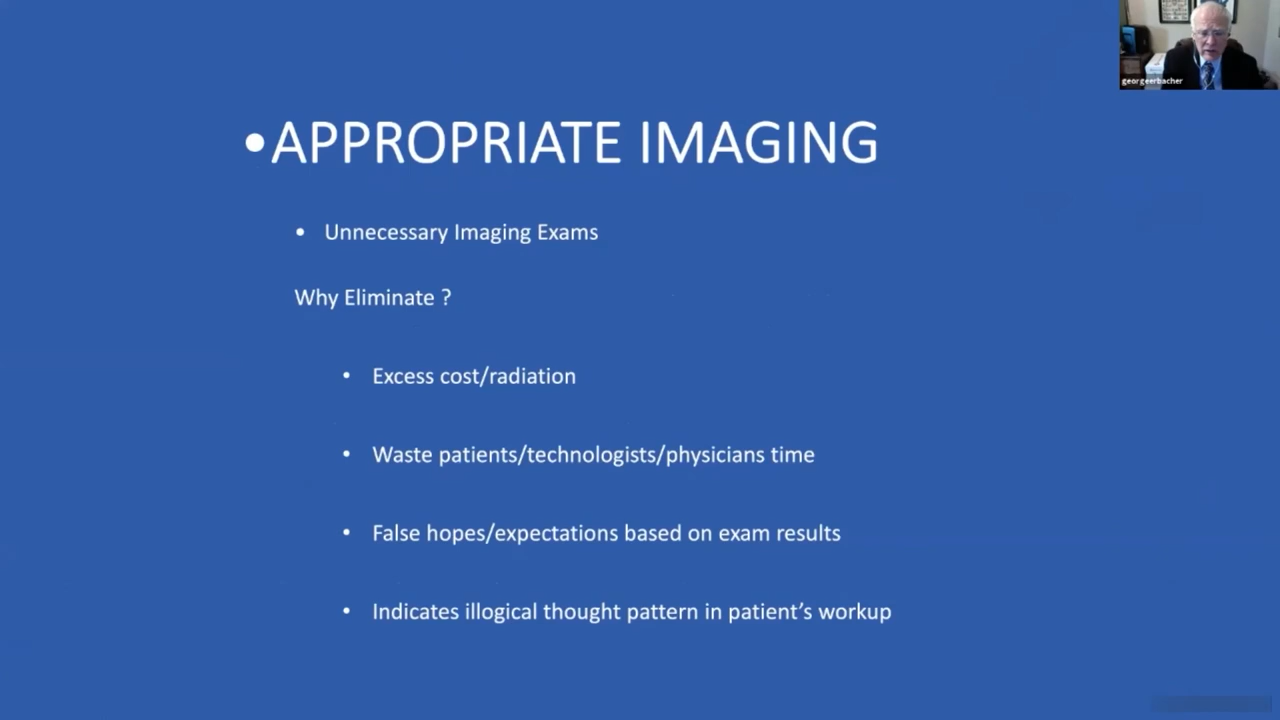 georgeerbacher
•APPROPRIATE IMAGING
• Unnecessary Imaging Exams
Why Eliminate ?
• Excess cost/radiation
• Waste patients/technologists/physicians time
• False hopes/expectations based on exam results
• Indicates illogical thought pattern in patient’s workup